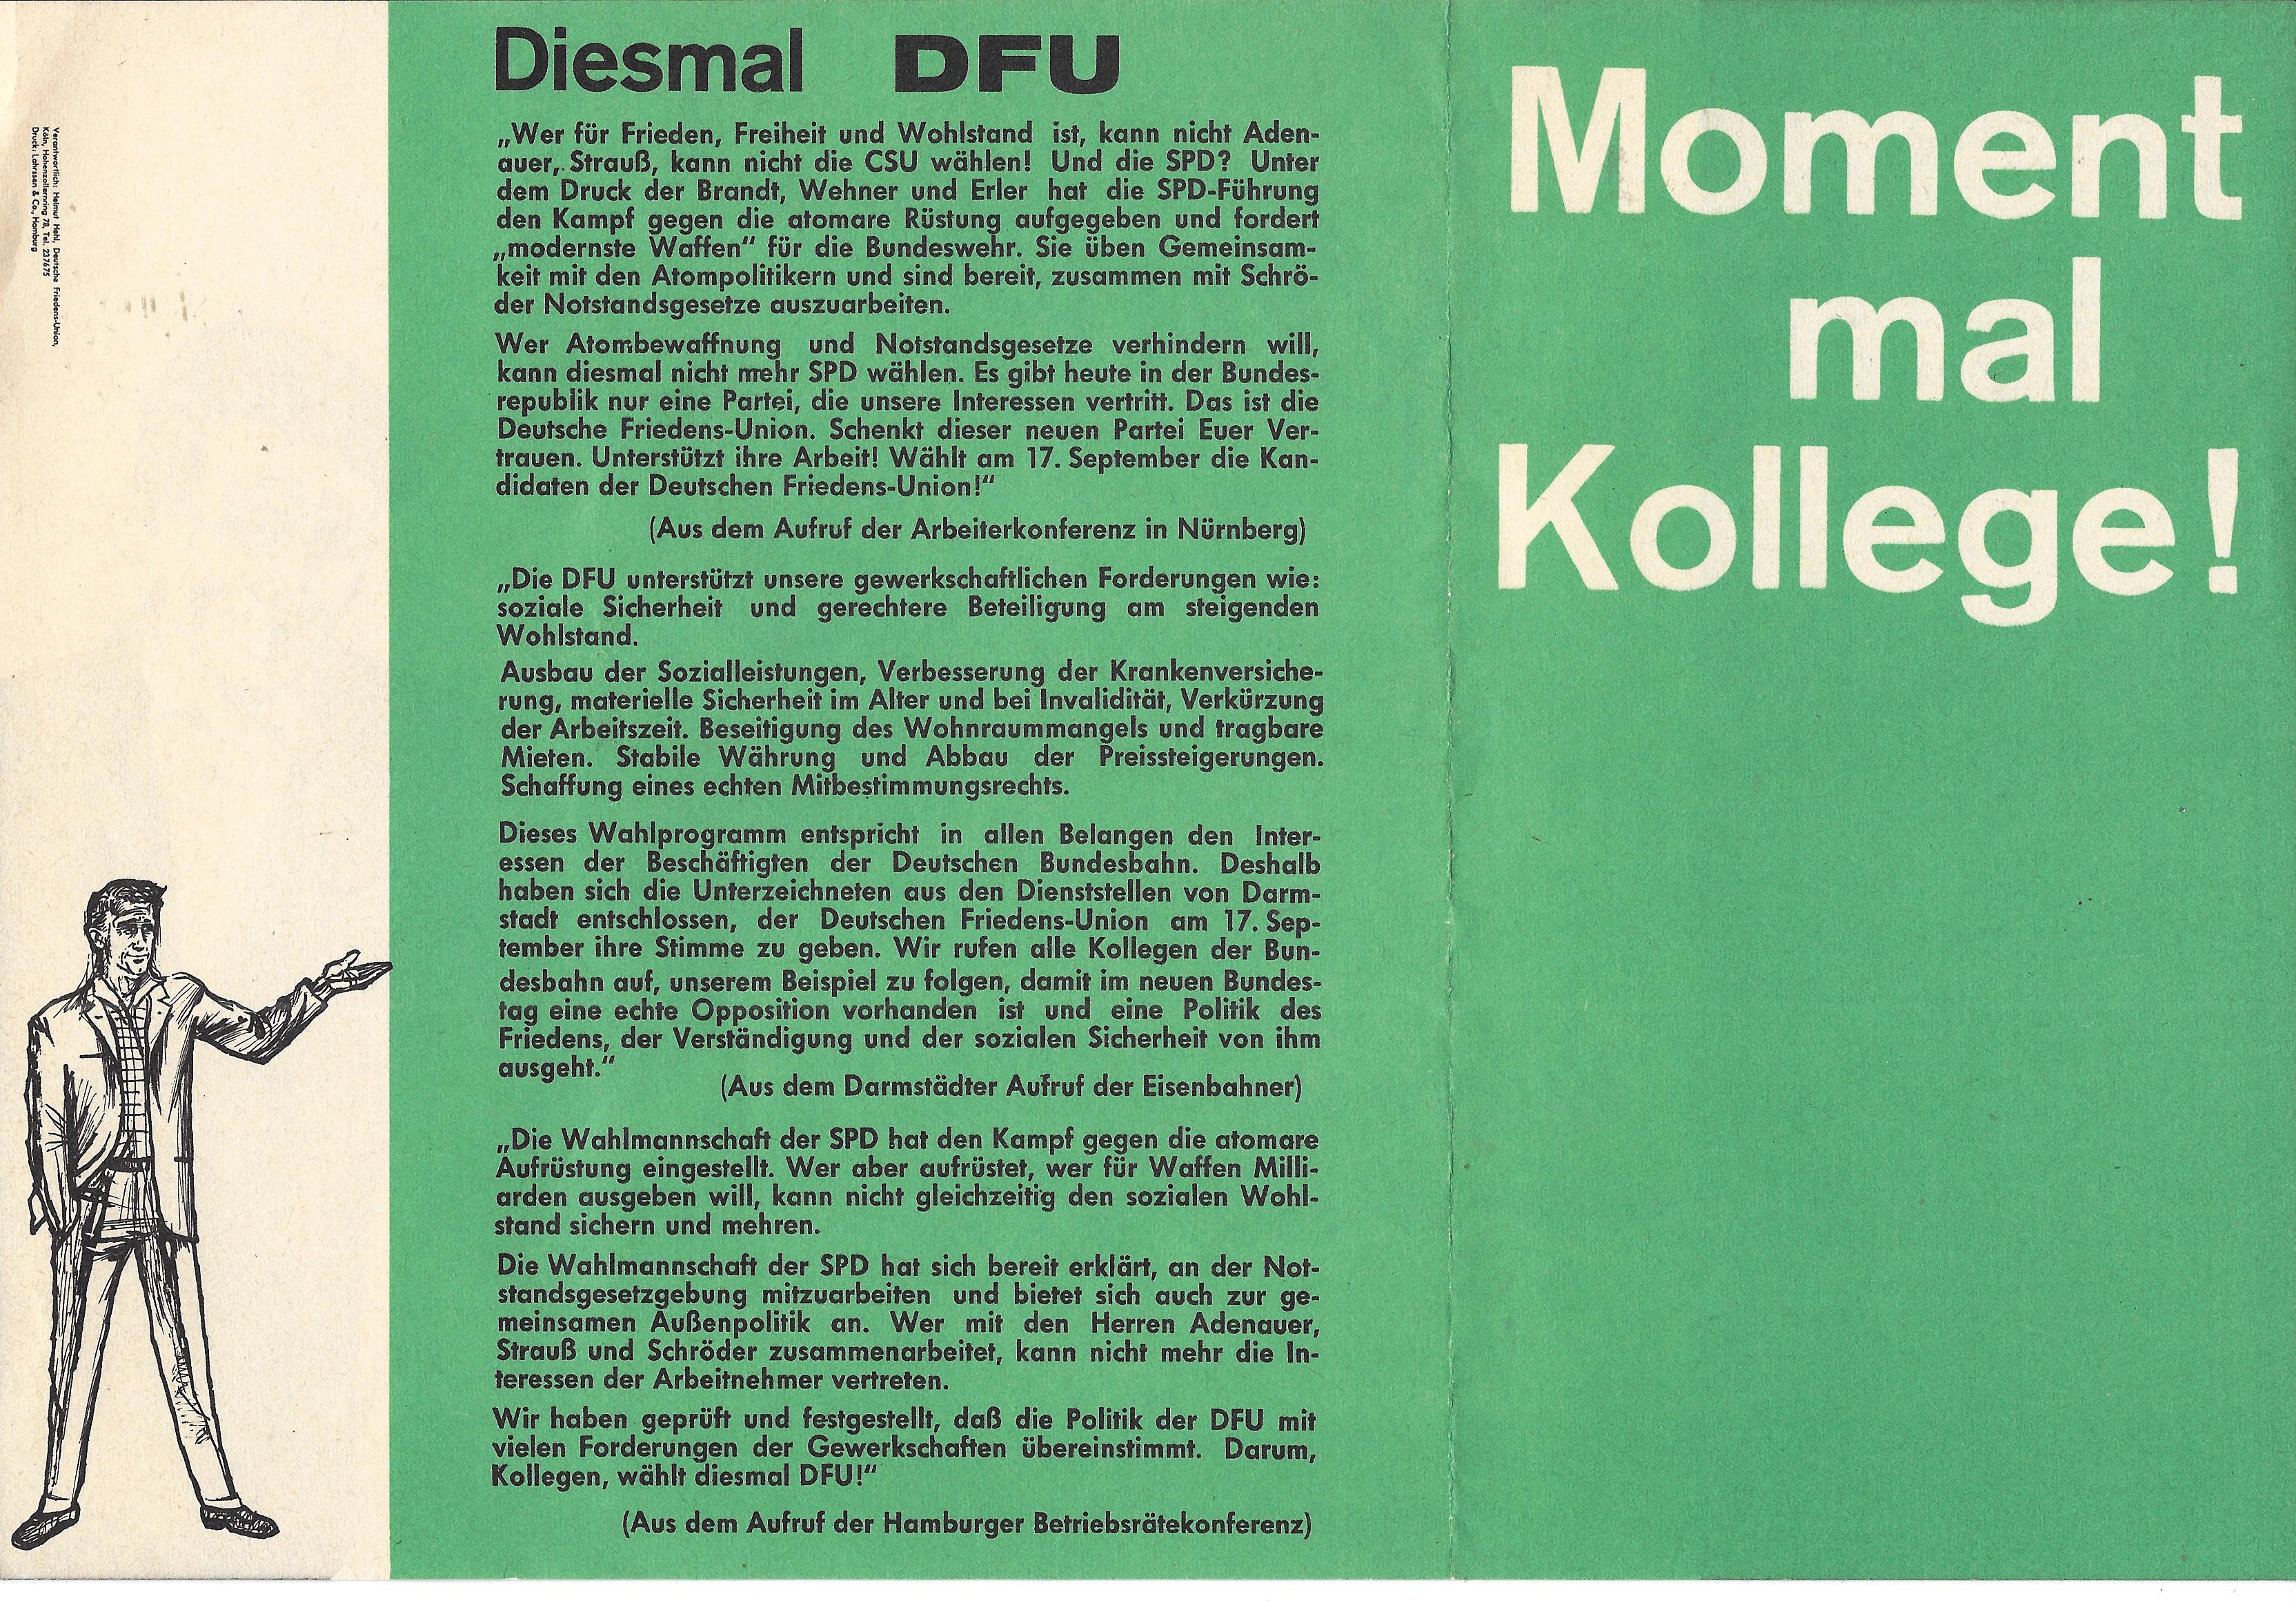 Verantwortlich: Helmut Hehl, Deutsche Friedens-Union,
Köln, Hohenzollernring 78, Tel. 237675
Druck: Lahrssen & Co., Hamburg
Diesmal DFU
„Wer für Frieden, Freiheit und Wohlstand ist, kann nicht Aden-
auer, Strauß, kann nicht die CSU wählen! Und die SPD? Unter
dem Druck der Brandt, Wehner und Erler hat die SPD-Führung
den Kampf gegen die atomare Rüstung aufgegeben und fordert
„modernste Waffen“ für die Bundeswehr. Sie üben Gemeinsam-
keit mit den Atompolitikern und sind bereit, zusammen mit Schrö-
der Notstandsgesetze auszuarbeiten.
Wer Atombewaffnung und Notstandsgesetze verhindern will,
kann diesmal nicht mehr SPD wählen. Es gibt heute in der Bundes-
republik nur eine Partei, die unsere Interessen vertritt. Das ist die
Deutsche Friedens-Union. Schenkt dieser neuen Partei Euer Ver-
trauen. Unterstützt ihre Arbeit! Wählt am 17. September die Kan-
didaten der Deutschen Friedens-Union!“
(Aus dem Aufruf der Arbeiterkonferenz in Nürnberg)
„Die DFU unterstützt unsere gewerkschaftlichen Forderungen wie:
soziale Sicherheit und gerechtere Beteiligung am steigenden
Wohlstand.
Ausbau der Sozialleistungen, Verbesserung der Krankenversiche-
rung, materielle Sicherheit im Alter und bei Invalidität, Verkürzung
der Arbeitszeit. Beseitigung des Wohnraummangels und tragbare
Mieten. Stabile Währung und Abbau der Preissteigerungen.
Schaffung eines echten Mitbestimmungsrechts.
Dieses Wahlprogramm entspricht in allen Belangen den Inter-
essen der Beschäftigten der Deutschen Bundesbahn. Deshalb
haben sich die Unterzeichneten aus den Dienststellen von Darm-
stadt entschlossen, der Deutschen Friedens-Union am 17. Sep-
tember ihre Stimme zu geben. Wir rufen alle Kollegen der Bun-
desbahn auf, unserem Beispiel zu folgen, damit im neuen Bundes-
tag eine echte Opposition vorhanden ist und eine Politik des
Friedens, der Verständigung und der sozialen Sicherheit von ihm
ausgeht.“
(Aus dem Darmstädter Aufruf der Eisenbahner)
„Die Wahlmannschaft der SPD hat den Kampf gegen die atomare
Aufrüstung eingestellt. Wer aber aufrüstet, wer für Waffen Milli-
arden ausgeben will, kann nicht gleichzeitig den sozialen Wohl-
stand sichern und mehren.
Die Wahlmannschaft der SPD hat sich bereit erklärt, an der Not-
standsgesetzgebung mitzuarbeiten und bietet sich auch zur ge-
meinsamen Außenpolitik an. Wer mit den Herren Adenauer,
Strauß und Schröder zusammenarbeitet, kann nicht mehr die In-
teressen der Arbeitnehmer vertreten.
Wir haben geprüft und festgestellt, daß die Politik der DFU mit
vielen Forderungen der Gewerkschaften übereinstimmt. Darum,
Kollegen, wählt diesmal DFU!“
(Aus dem Aufruf der Hamburger Betriebsrätekonferenz)
Moment
mal
Kollege!